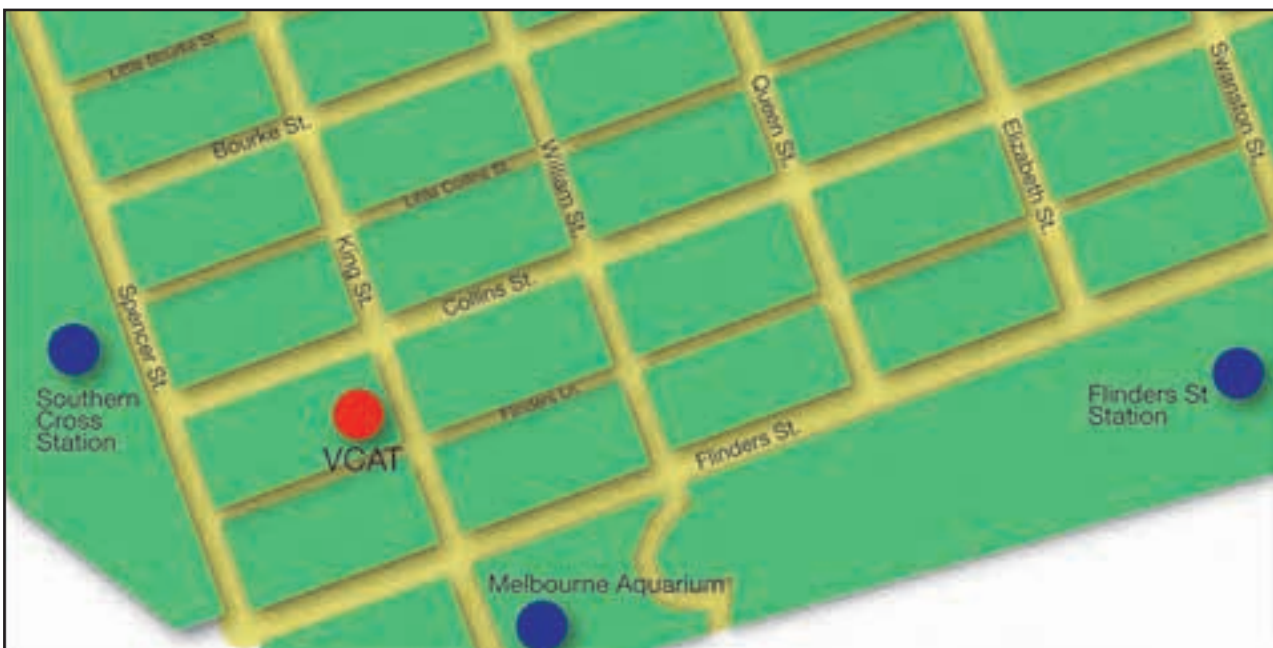 Little Bourke St.
Bourke St.
Little Collins St.
William St.
Queen St.
Elizabeth St.
Swanston St.
King St.
Spencer St.
Collins St.
Southern
Cross
Station
VCAT
Flinders Ln.
Flinders St.
Flinders St
Station
Melbourne Aquarium